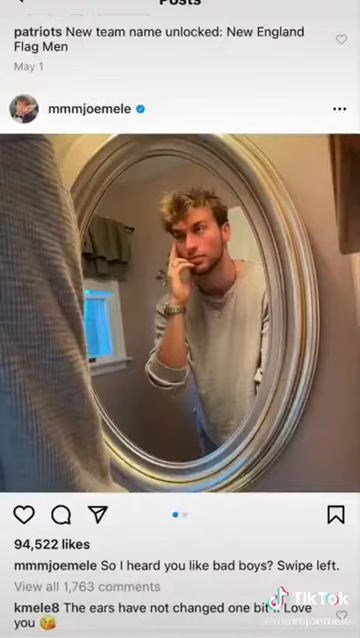 Posts
patriots New team name unlocked: New England
Flag Men
May 1
mmmjoemele
94,522 likes
mmmjoemele So I heard you like bad boys? Swipe left.
View all 1,763 comments
kmele8 The ears have not changed one bit !! Love
you 😘
TikTok
@mmmjoemele